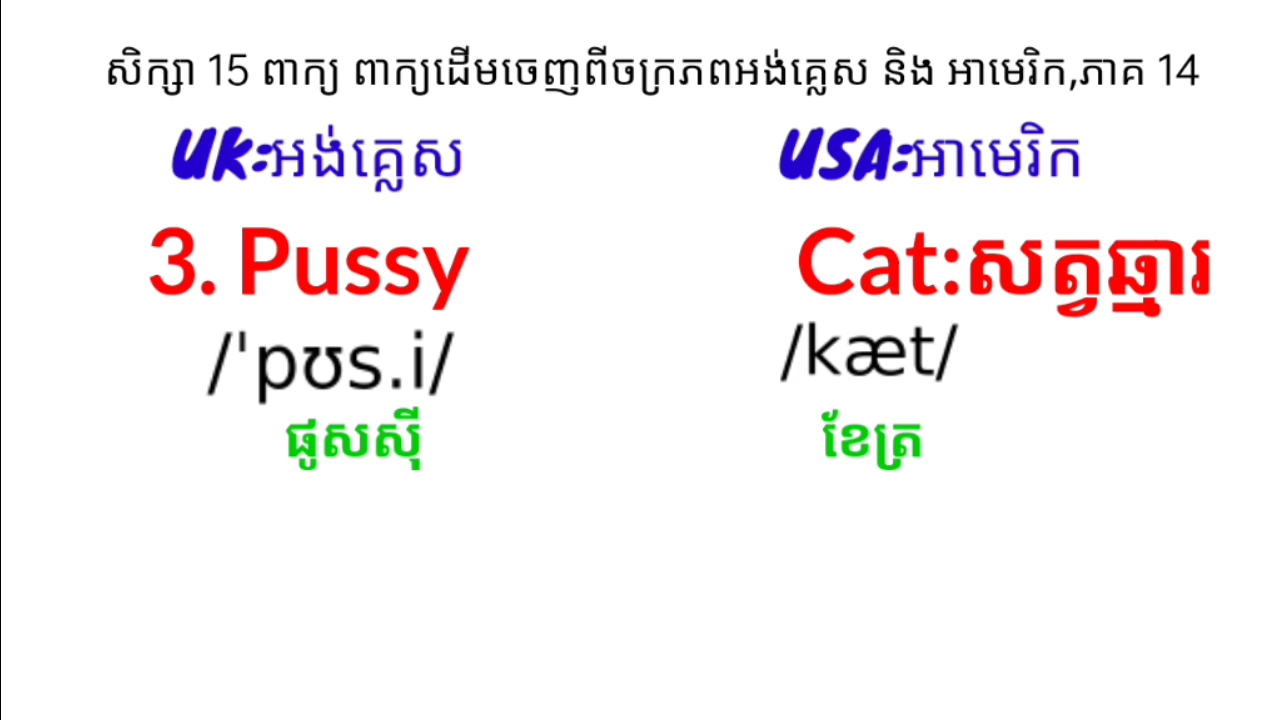 សិក្សា 15 ពាក្យ ពាក្យដើមចេញពីចក្រភពអង់គ្លេស និង អាមេរិក,ភាគ 14
UK:អង់គ្លេស USA:អាមេរិក
3. Pussy Cat:សត្វឆ្មារ
/ˈpʊs.i/ /kæt/
ផូសស៊ី ខែត្រ